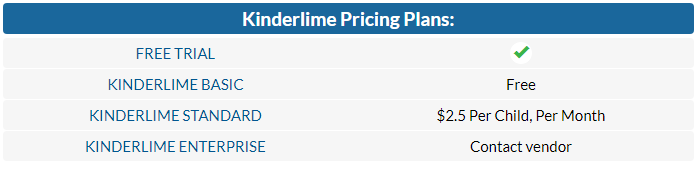 Kinderlime Pricing Plans:
FREE TRIAL
KINDERLIME BASIC Free
KINDERLIME STANDARD $2.5 Per Child, Per Month
KINDERLIME ENTERPRISE Contact vendor